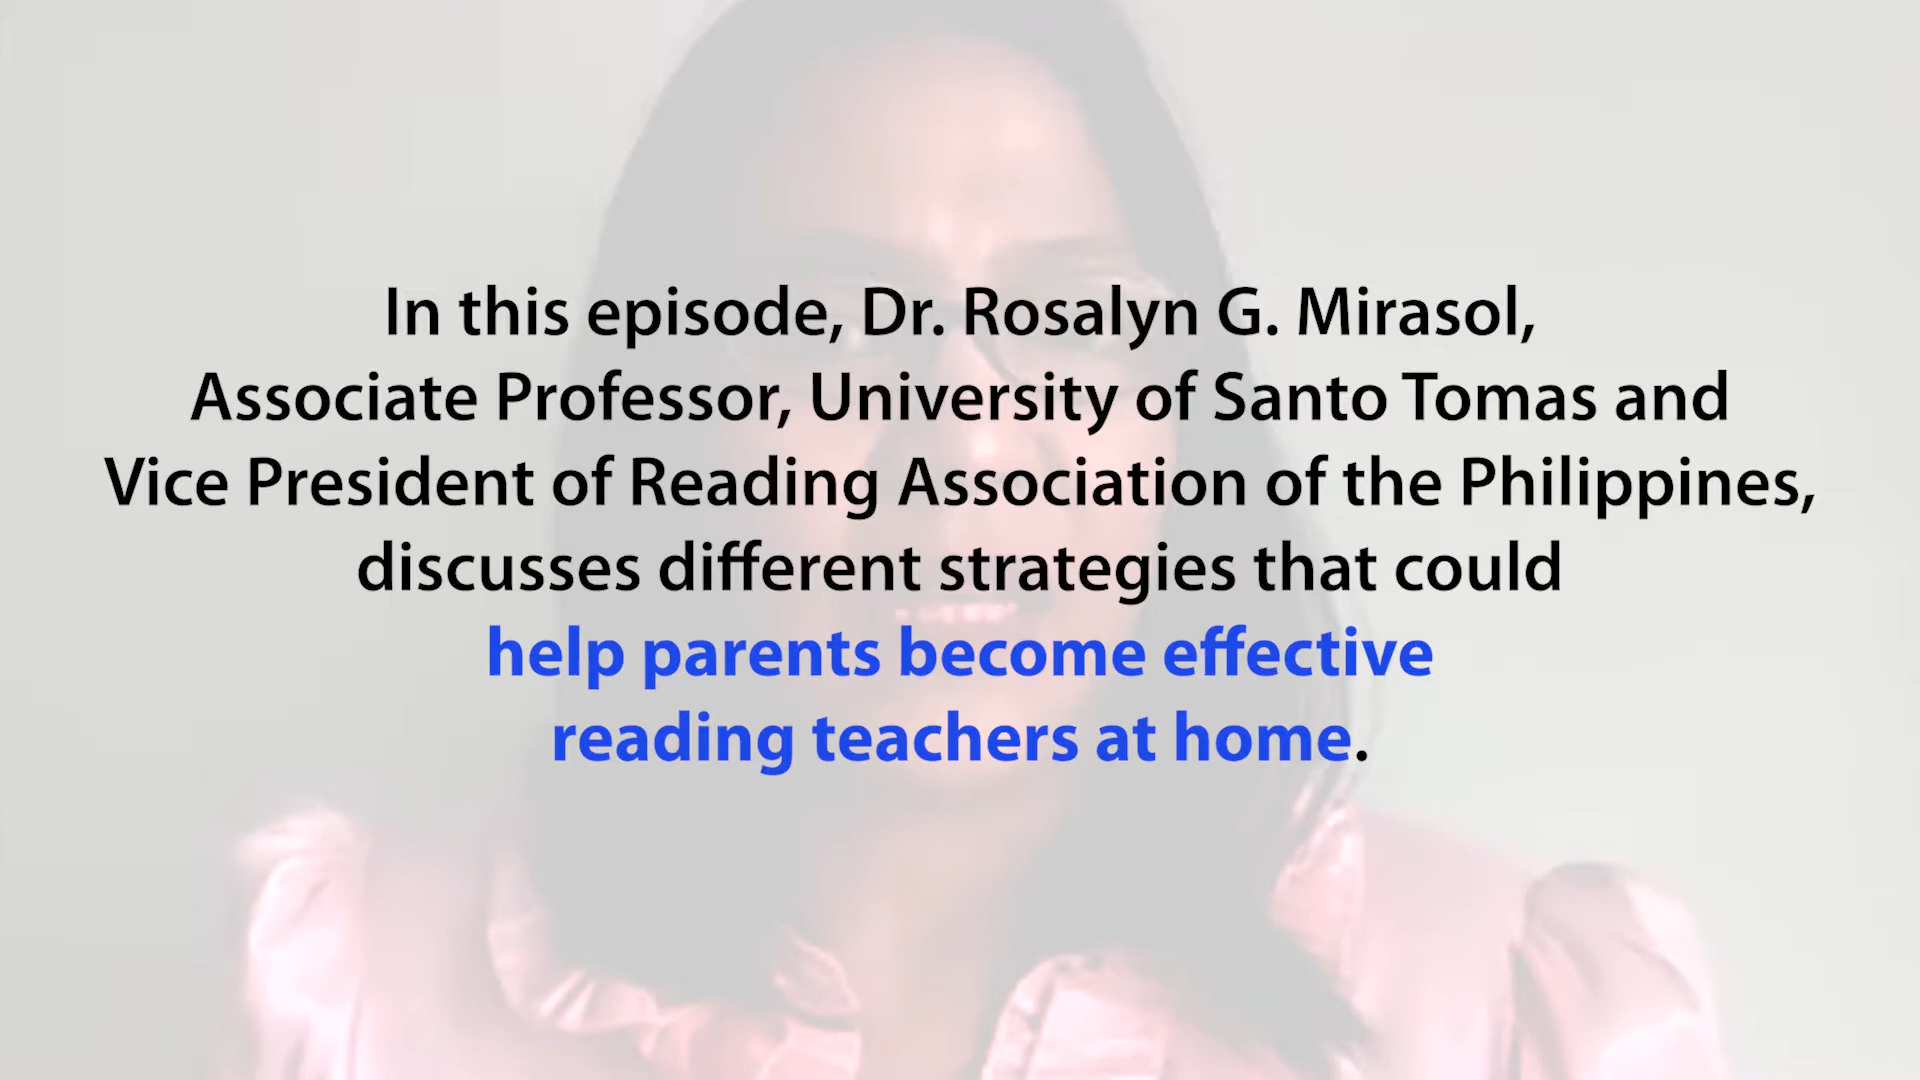 In this episode, Dr. Rosalyn G. Mirasol,
Associate Professor, University of Santo Tomas and
Vice President of Reading Association of the Philippines,
discusses different strategies that could
help parents become effective
reading teachers at home.